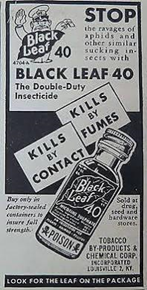 Black
Leaf
40
4704-A
STOP
the ravages of
aphids and
other similar
sucking in-
sects with
BLACK LEAF 40
The Double-Duty
Insecticide
KILLS
BY
CONTACT
KILLS
BY
FUMES
Buy only in
factory-sealed
containers to
insure full
strength.
Black
Leaf
40
POISON
Sold at
drug,
seed and
hardware
stores.
TOBACCO
BY-PRODUCTS &
CHEMICAL CORP.
INCORPORATED
LOUISVILLE 2, KY.
LOOK FOR THE LEAF ON THE PACKAGE